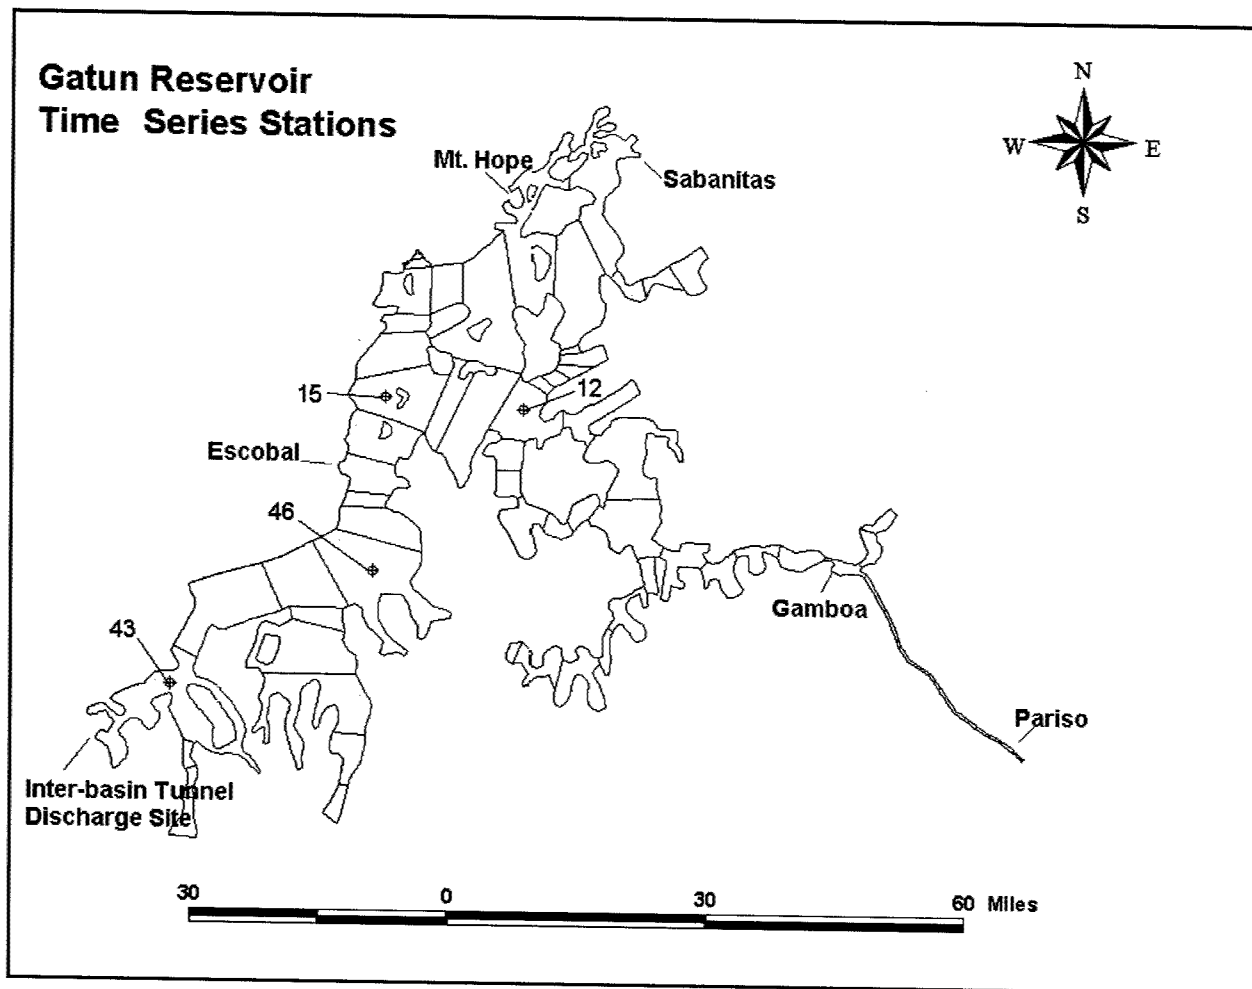 Gatun Reservoir
Time Series Stations
N
W
E
S
Mt. Hope
Sabanitas
15
12
Escobal
46
Gamboa
43
Pariso
Inter-basin Tunnel
Discharge Site
30
0
30
60 Miles